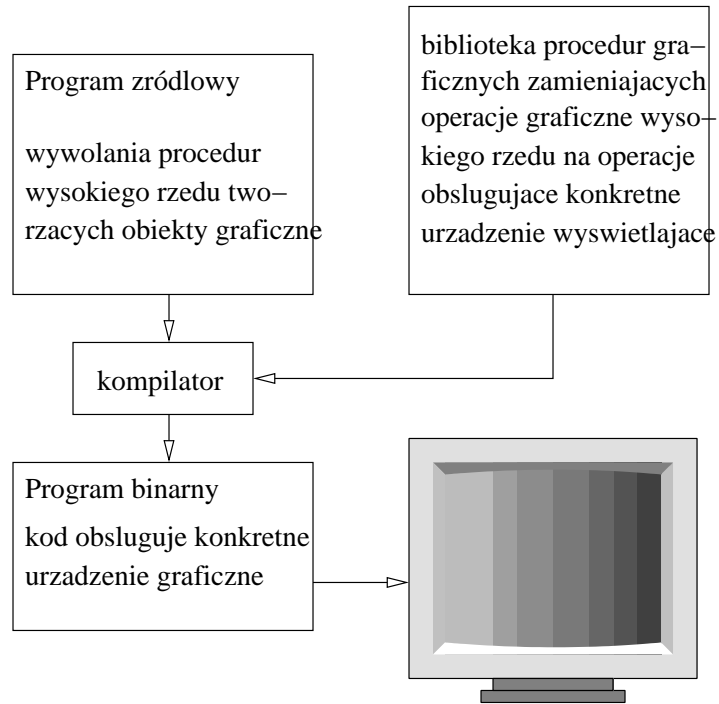 Program zródlowy
wywolania procedur
wysokiego rzedu two–
rzacych obiekty graficzne
biblioteka procedur gra–
ficznych zamieniajacych
operacje graficzne wyso–
kiego rzedu na operacje
obslugujace konkretne
urzadzenie wyswietlajace
kompilator
Program binarny
kod obsluguje konkretne
urzadzenie graficzne